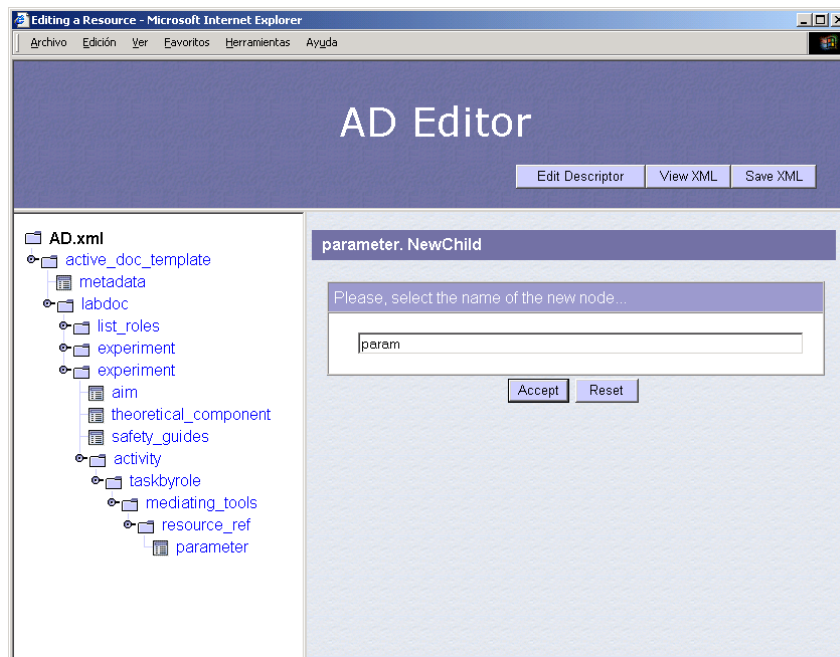 Editing a Resource - Microsoft Internet Explorer
Archivo Edición Ver Favoritos Herramientas Ayuda
AD Editor
Edit Descriptor View XML Save XML
AD.xml
active_doc_template
metadata
labdoc
list_roles
experiment
experiment
aim
theoretical_component
safety_guides
activity
taskbyrole
mediating_tools
resource_ref
parameter
parameter. NewChild
Please, select the name of the new node...
param
Accept Reset